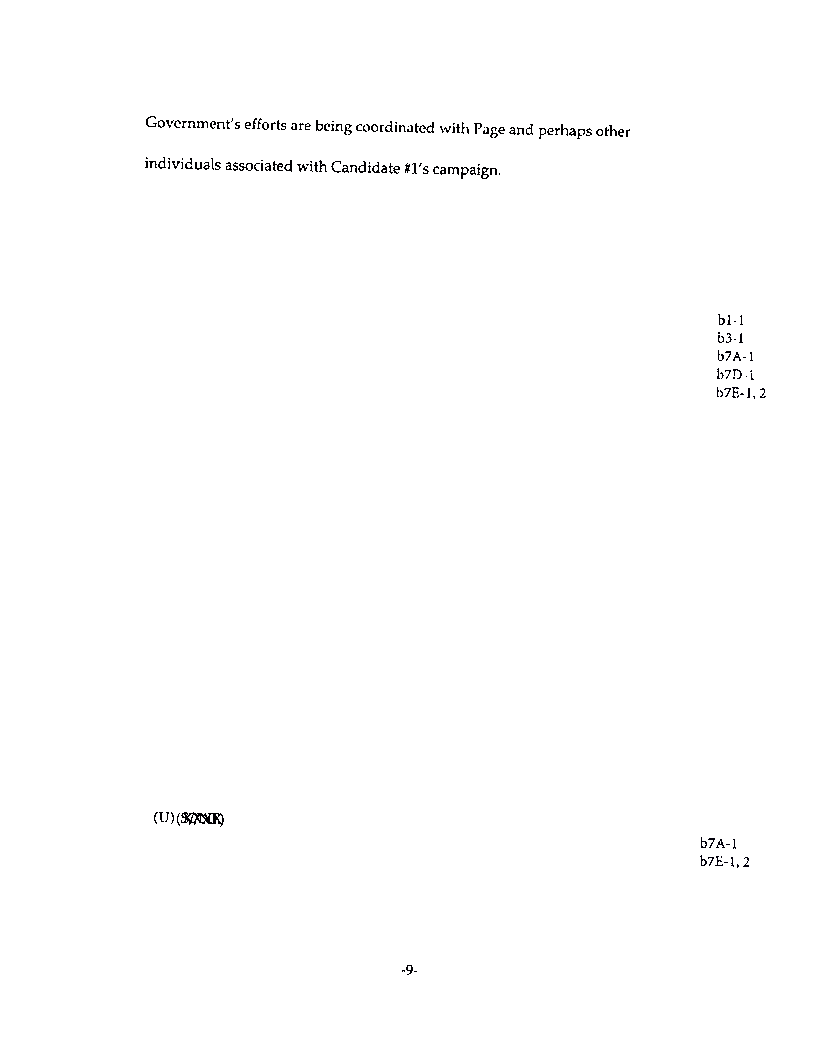 Government's efforts are being coordinated with Page and perhaps other
individuals associated with Candidate #1's campaign.
b1-1
b3-1
b7A-1
b7D-1
b7E-1, 2
(U)
b7A-1
b7E-1, 2
-9-